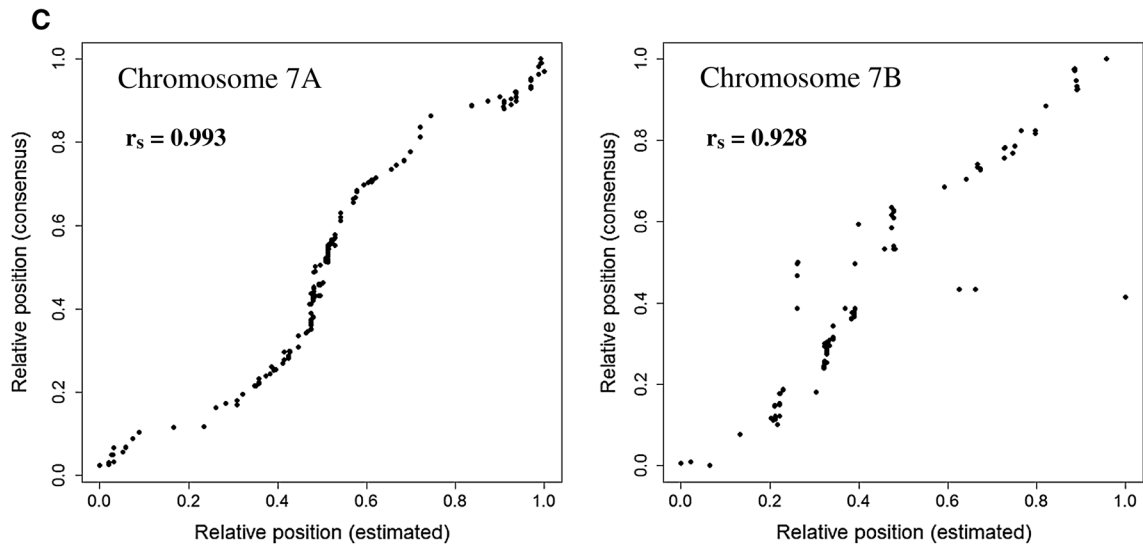 C
Chromosome 7A
rS = 0.993
Relative position (consensus)
0.0 0.2 0.4 0.6 0.8 1.0
0.0 0.2 0.4 0.6 0.8 1.0
Relative position (estimated)
Chromosome 7B
rS = 0.928
Relative position (consensus)
0.0 0.2 0.4 0.6 0.8 1.0
0.0 0.2 0.4 0.6 0.8 1.0
Relative position (estimated)